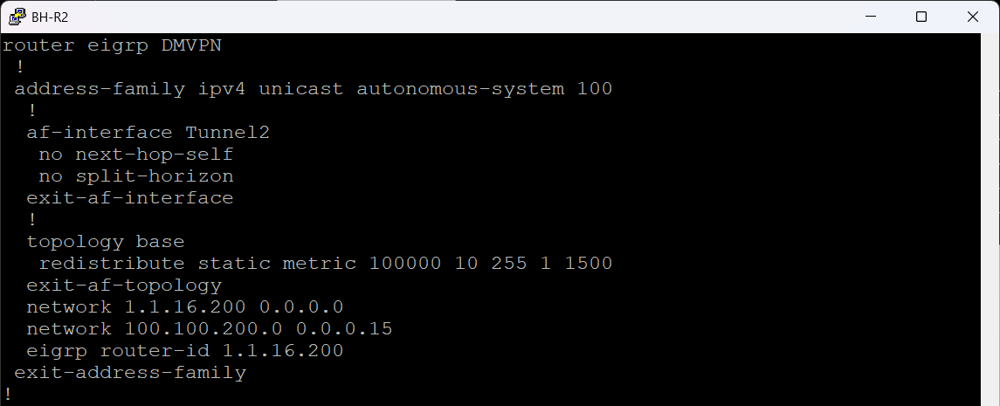 BH-R2
router eigrp DMVPN
 !
 address-family ipv4 unicast autonomous-system 100
  !
  af-interface Tunnel2
   no next-hop-self
   no split-horizon
  exit-af-interface
  !
  topology base
   redistribute static metric 100000 10 255 1 1500
  exit-af-topology
  network 1.1.16.200 0.0.0.0
  network 100.100.200.0 0.0.0.15
  eigrp router-id 1.1.16.200
 exit-address-family
!